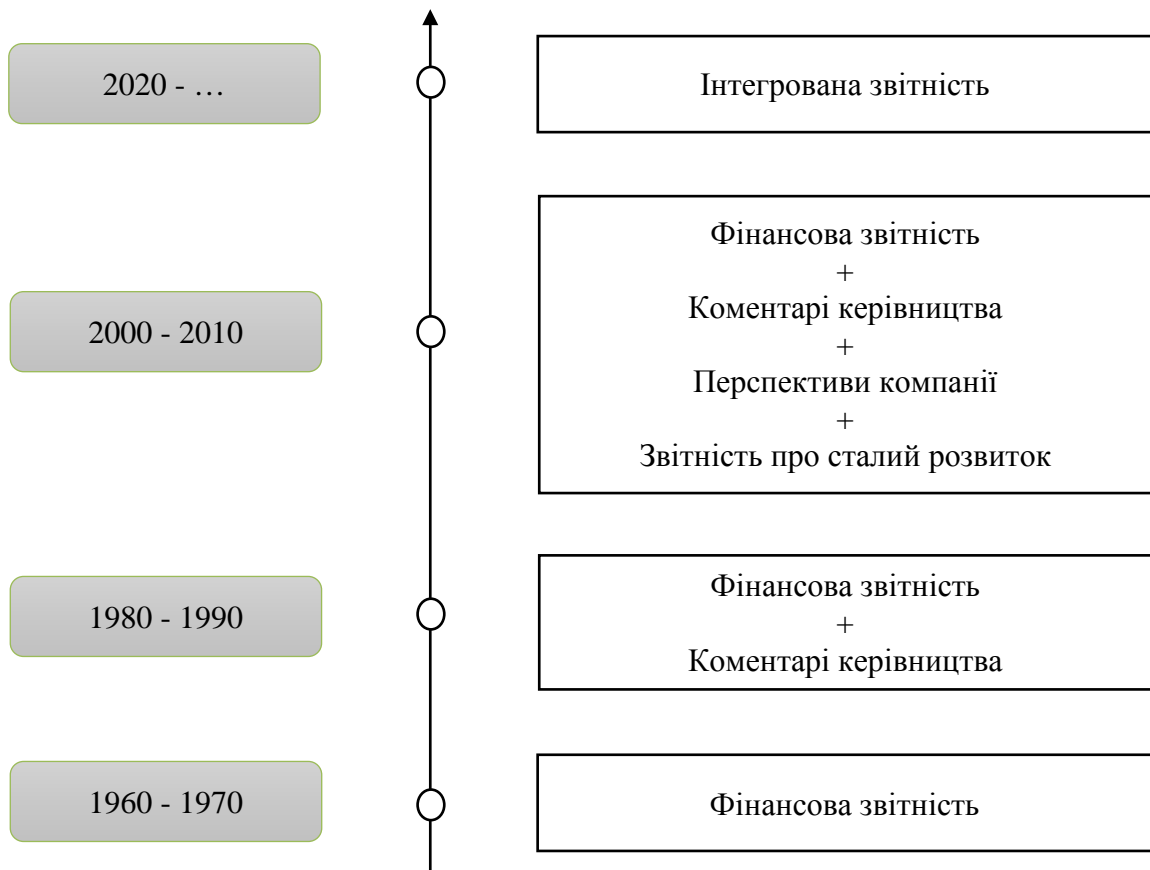 2020 - …
Інтегрована звітність
2000 - 2010
Фінансова звітність
+
Коментарі керівництва
+
Перспективи компанії
+
Звітність про сталий розвиток
1980 - 1990
Фінансова звітність
+
Коментарі керівництва
1960 - 1970
Фінансова звітність